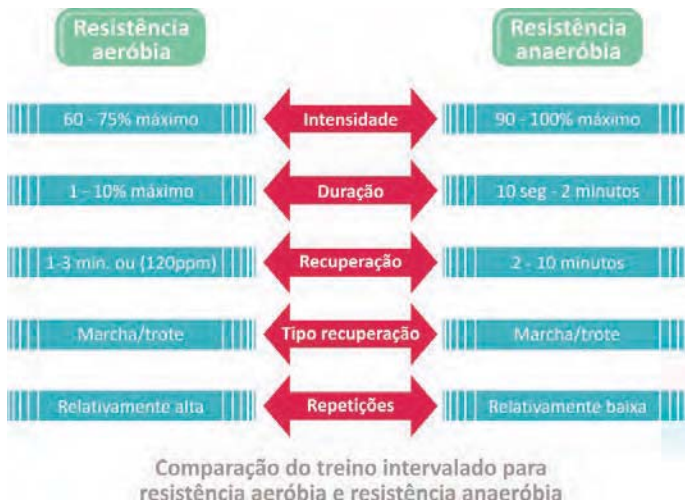 Resistência
aeróbia
Resistência
anaeróbia
60 - 75% máximo
Intensidade
90 - 100% máximo
1 - 10% máximo
Duração
10 seg - 2 minutos
1-3 min. ou (120ppm)
Recuperação
2 - 10 minutos
Marcha/trote
Tipo recuperação
Marcha/trote
Relativamente alta
Repetições
Relativamente baixa
Comparação do treino intervalado para
resistência aeróbia e resistência anaeróbia